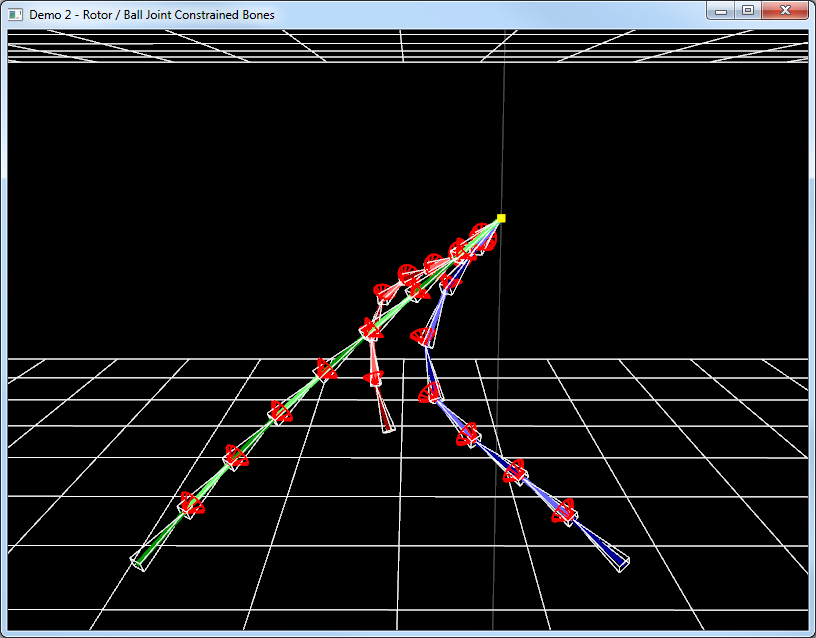 Demo 2 - Rotor / Ball Joint Constrained Bones